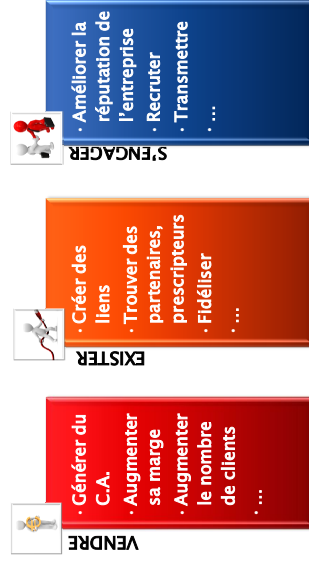 VENDRE
· Générer du
C.A.
· Augmenter
sa marge
· Augmenter
le nombre
de clients
· ...
EXISTER
· Créer des
liens
· Trouver des
partenaires,
prescripteurs
· Fidéliser
· ...
S'ENGAGER
· Améliorer la
réputation de
l'entreprise
· Recruter
· Transmettre
· ...